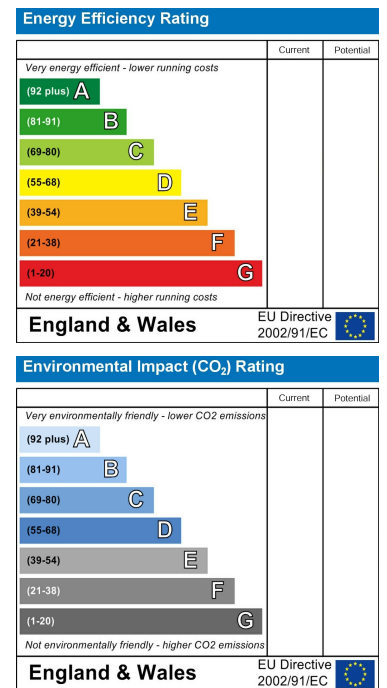 Energy Efficiency Rating
Current Potential
Very energy efficient - lower running costs
(92 plus) A
(81-91) B
(69-80) C
(55-68) D
(39-54) E
(21-38) F
(1-20) G
Not energy efficient - higher running costs
England & Wales
EU Directive
2002/91/EC
Environmental Impact (CO₂) Rating
Current Potential
Very environmentally friendly - lower CO2 emissions
(92 plus) A
(81-91) B
(69-80) C
(55-68) D
(39-54) E
(21-38) F
(1-20) G
Not environmentally friendly - higher CO2 emissions
England & Wales
EU Directive
2002/91/EC